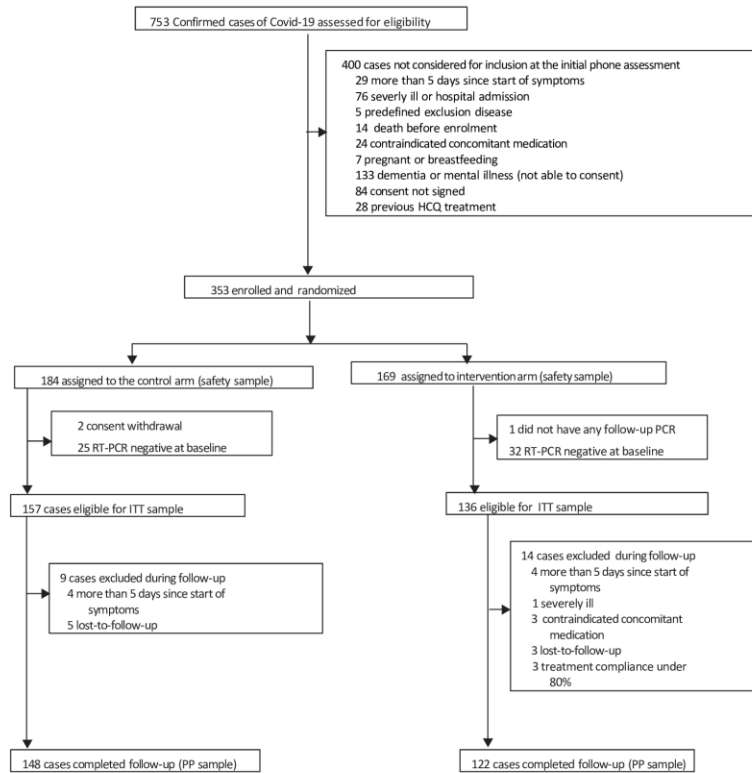 753 Confirmed cases of Covid-19 assessed for eligibility
400 cases not considered for inclusion at the initial phone assessment
29 more than 5 days since start of symptoms
76 severly ill or hospital admission
5 predefined exclusion disease
14 death before enrolment
24 contraindicated concomitant medication
7 pregnant or breastfeeding
133 dementia or mental illness (not able to consent)
84 consent not signed
28 previous HCQ treatment
353 enrolled and randomized
184 assigned to the control arm (safety sample)
169 assigned to intervention arm (safety sample)
2 consent withdrawal
25 RT-PCR negative at baseline
1 did not have any follow-up PCR
32 RT-PCR negative at baseline
157 cases eligible for ITT sample
136 eligible for ITT sample
9 cases excluded during follow-up
4 more than 5 days since start of
symptoms
5 lost-to-follow-up
14 cases excluded during follow-up
4 more than 5 days since start of
symptoms
1 severely ill
3 contraindicated concomitant
medication
3 lost-to-follow-up
3 treatment compliance under
80%
148 cases completed follow-up (PP sample)
122 cases completed follow-up (PP sample)